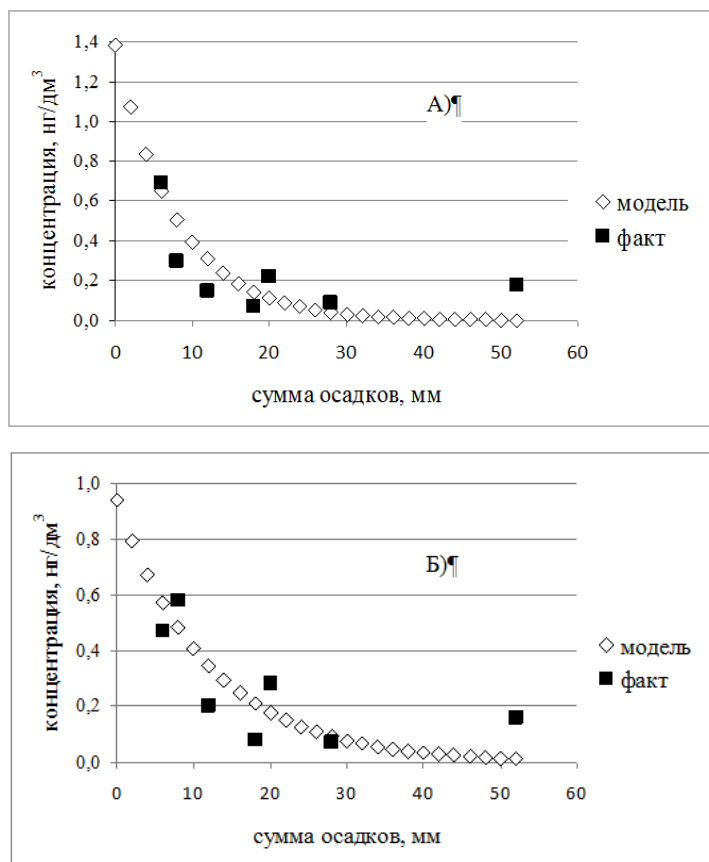 1,4
1,2
1,0
0,8
0,6
0,4
0,2
0,0
концентрация, нг/дм³
А)¶
◇ модель
■ факт
0 10 20 30 40 50 60
сумма осадков, мм
1,0
0,8
0,6
0,4
0,2
0,0
концентрация, нг/дм³
Б)¶
◇ модель
■ факт
0 10 20 30 40 50 60
сумма осадков, мм